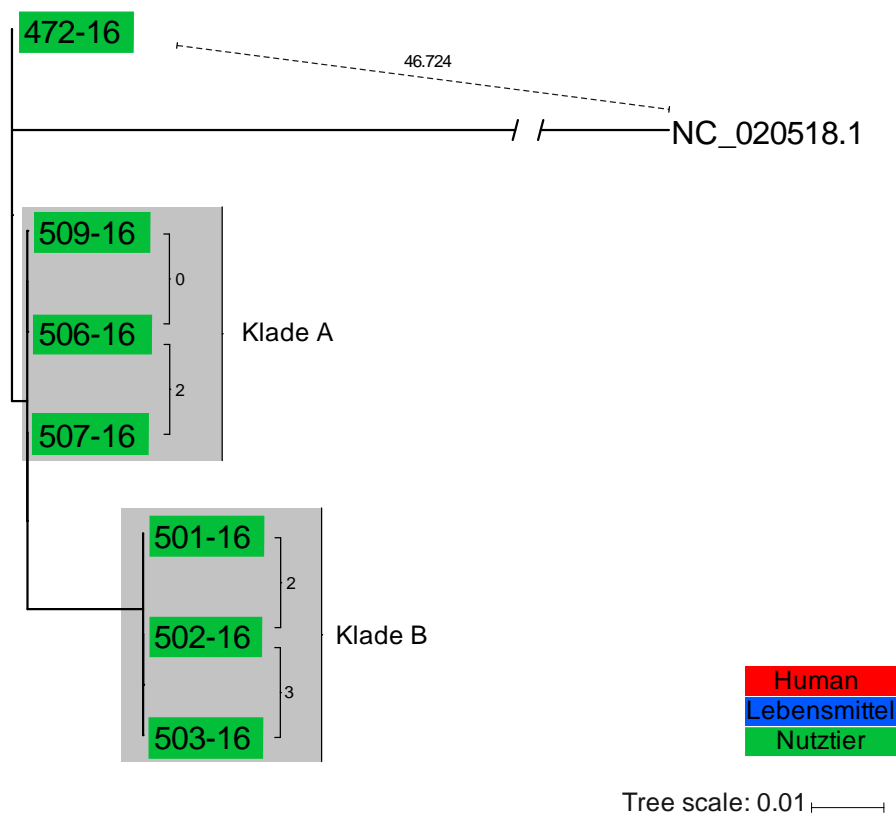 472-16
46.724
NC_020518.1
509-16
0
506-16
Klade A
2
507-16
501-16
2
502-16
Klade B
3
503-16
Human
Lebensmittel
Nutztier
Tree scale: 0.01